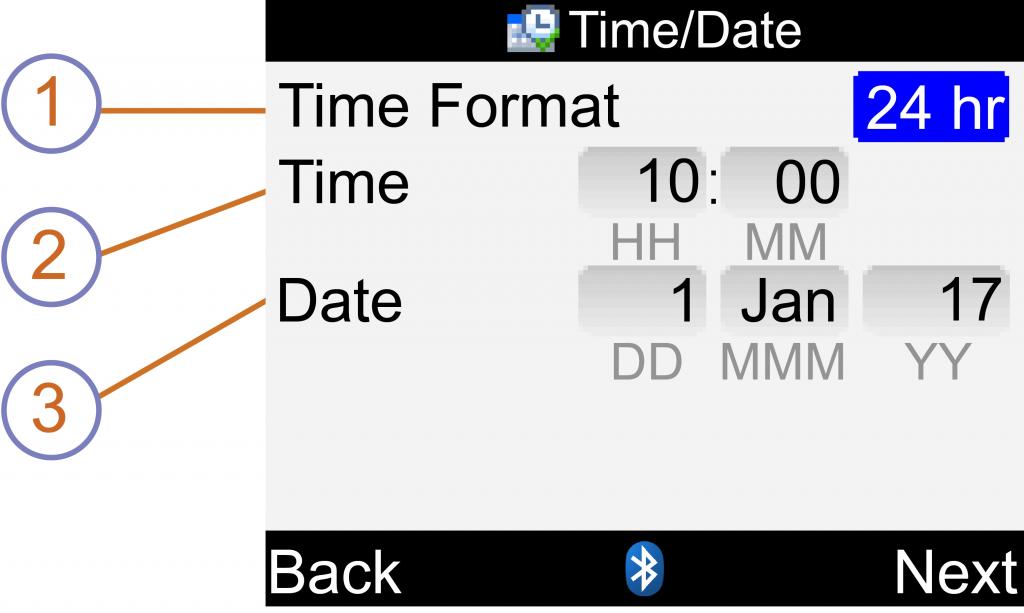 Time/Date
1 Time Format 24 hr
2 Time 10 : 00
HH MM
3 Date 1 Jan 17
DD MMM YY
Back Next